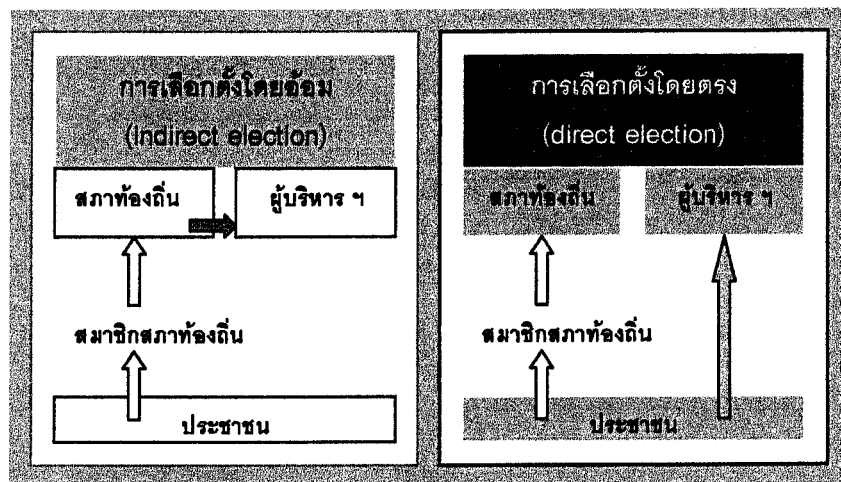 การเลือกตั้งโดยอ้อม
(indirect election)
สภาท้องถิ่น
ผู้บริหาร ฯ
สมาชิกสภาท้องถิ่น
ประชาชน
การเลือกตั้งโดยตรง
(direct election)
สภาท้องถิ่น
ผู้บริหาร ฯ
สมาชิกสภาท้องถิ่น
ประชาชน